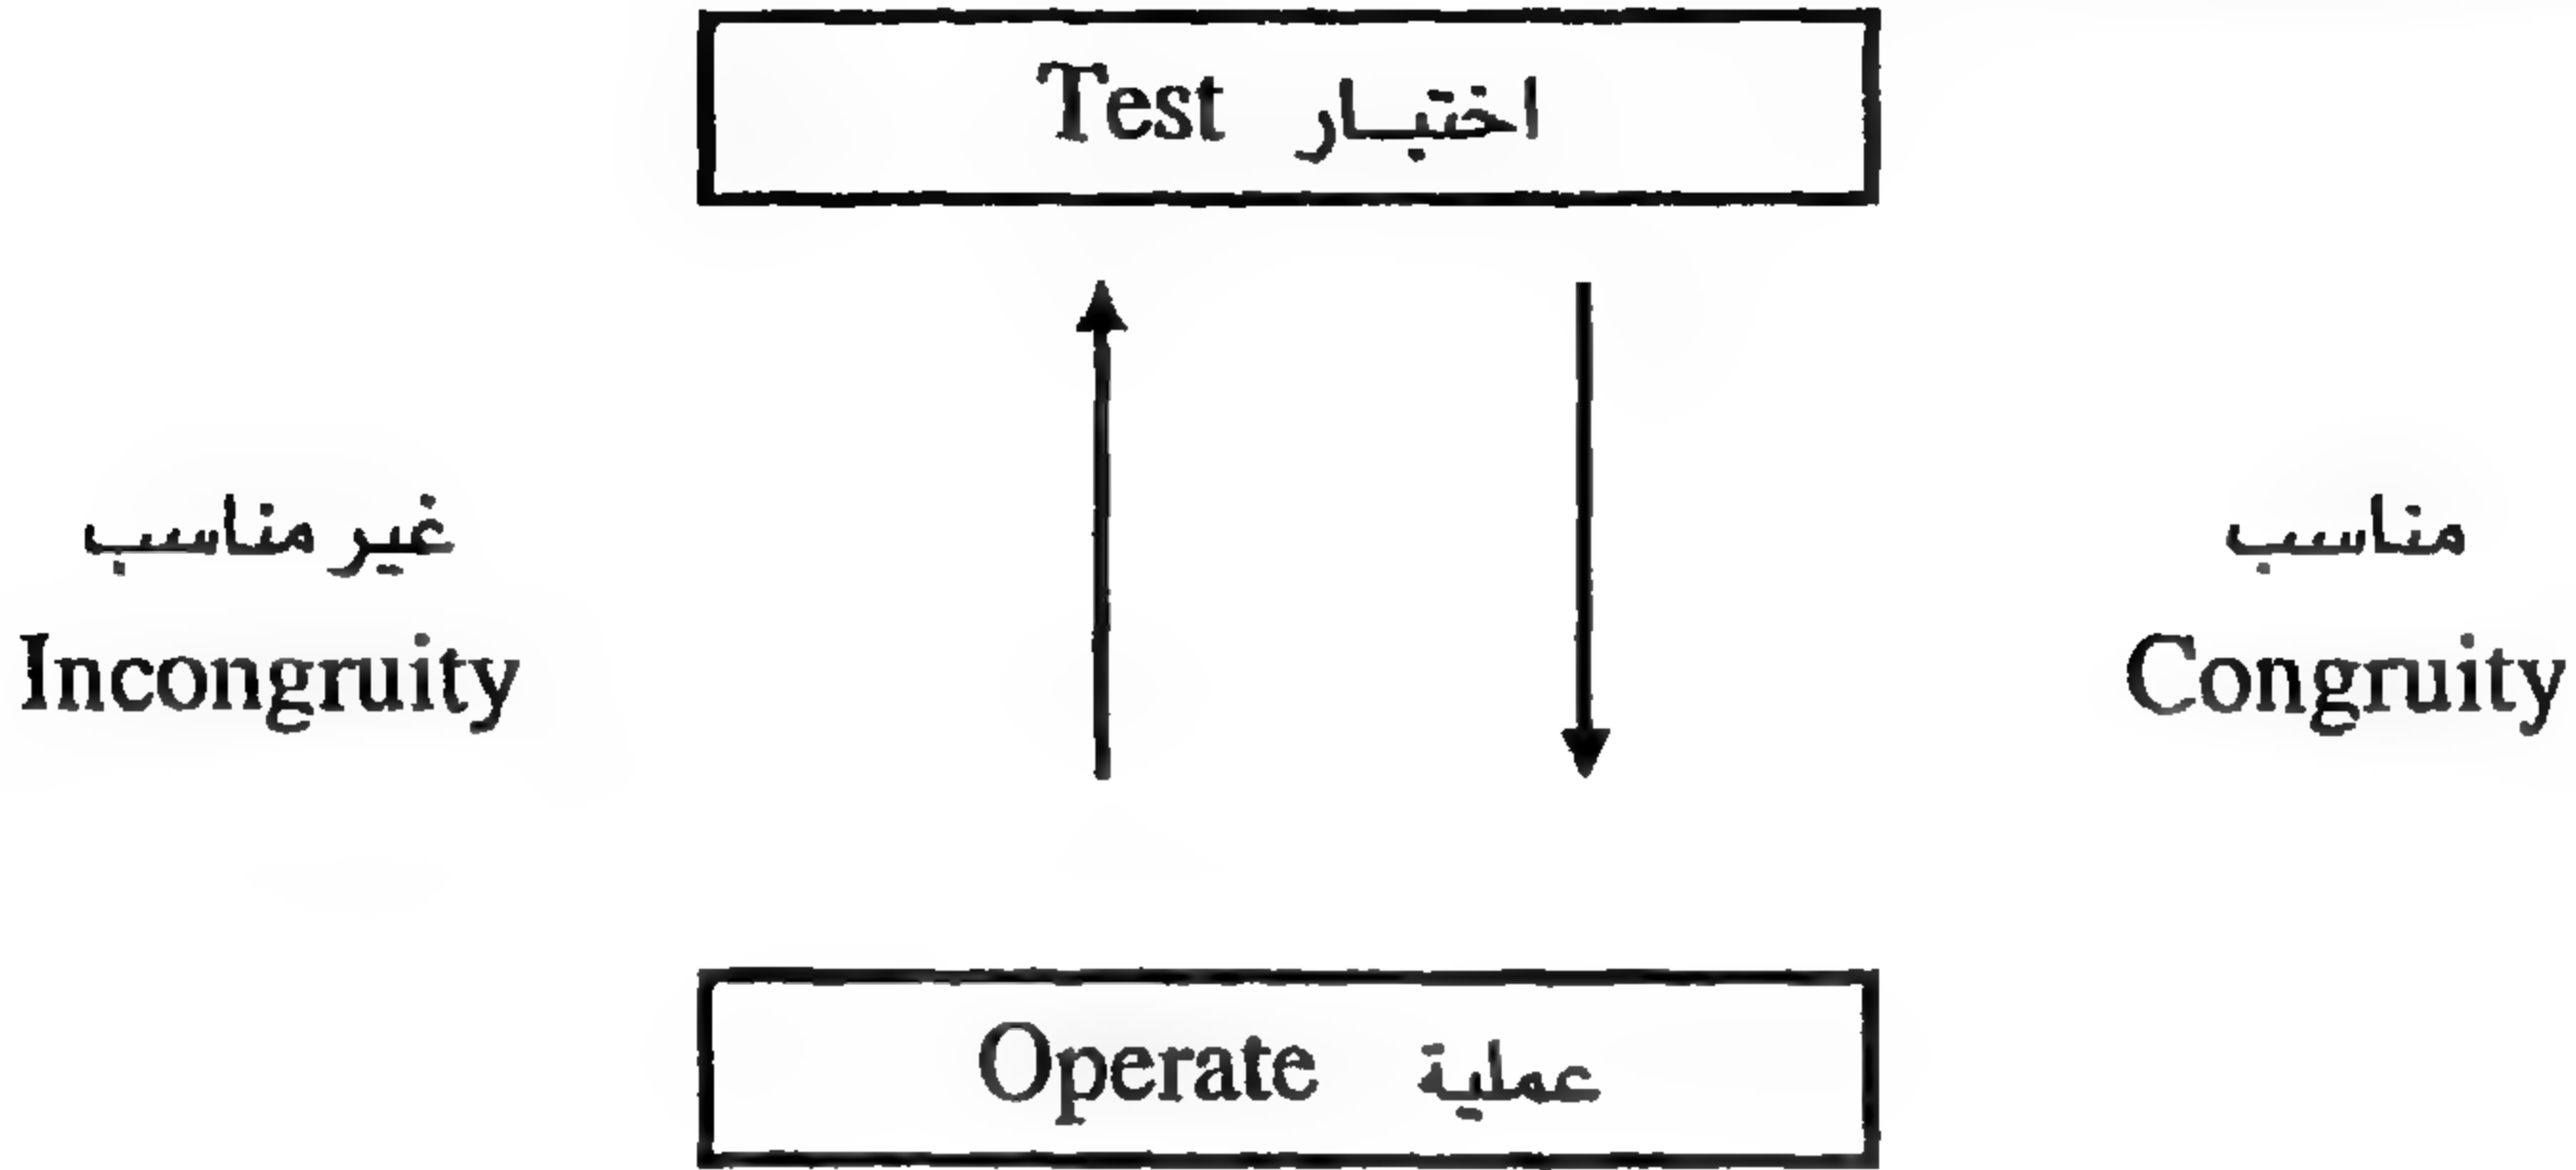 Test اختبار
غير مناسب
Incongruity
مناسب
Congruity
Operate عملية